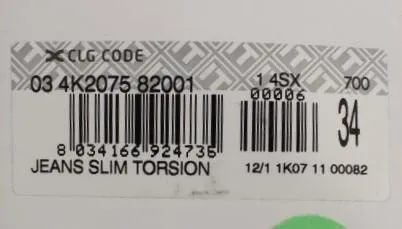 CLG CODE
03 4K2075 82001 1 4SX 700
00006
34
8 034166 924735
JEANS SLIM TORSION 12/1 1K07 11 00082